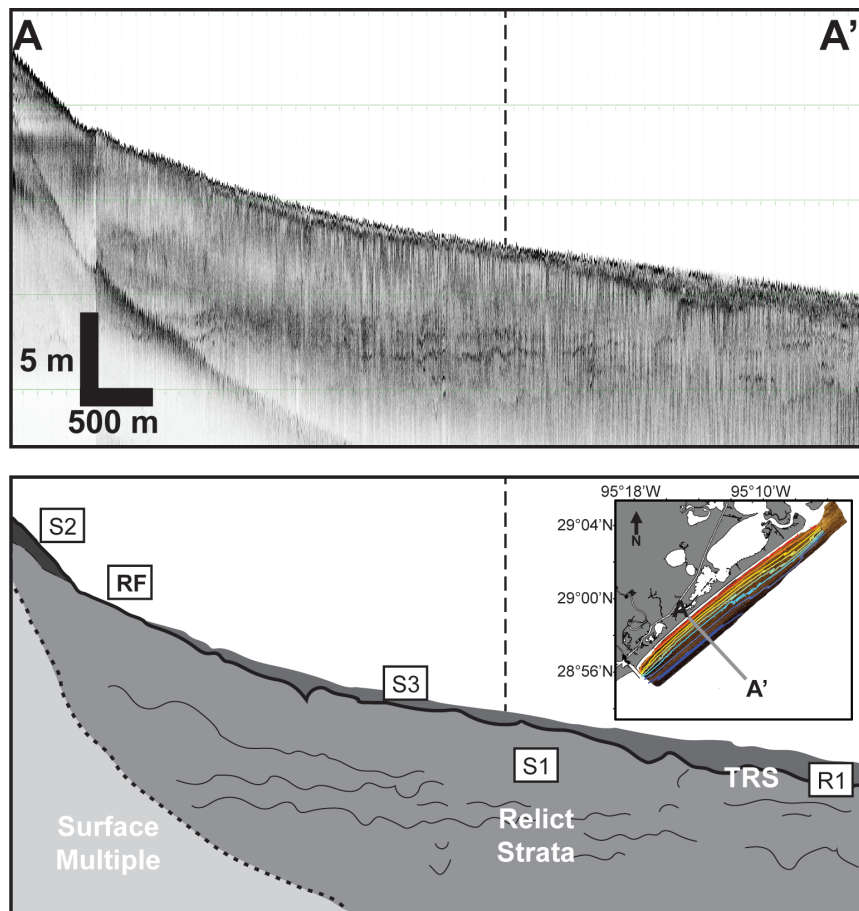 A
A’
5 m
500 m
95°18’W
95°10’W
S2
29°04’N
N
RF
29°00’N
A
S3
28°56’N
A’
S1
TRS
R1
Surface
Multiple
Relict
Strata